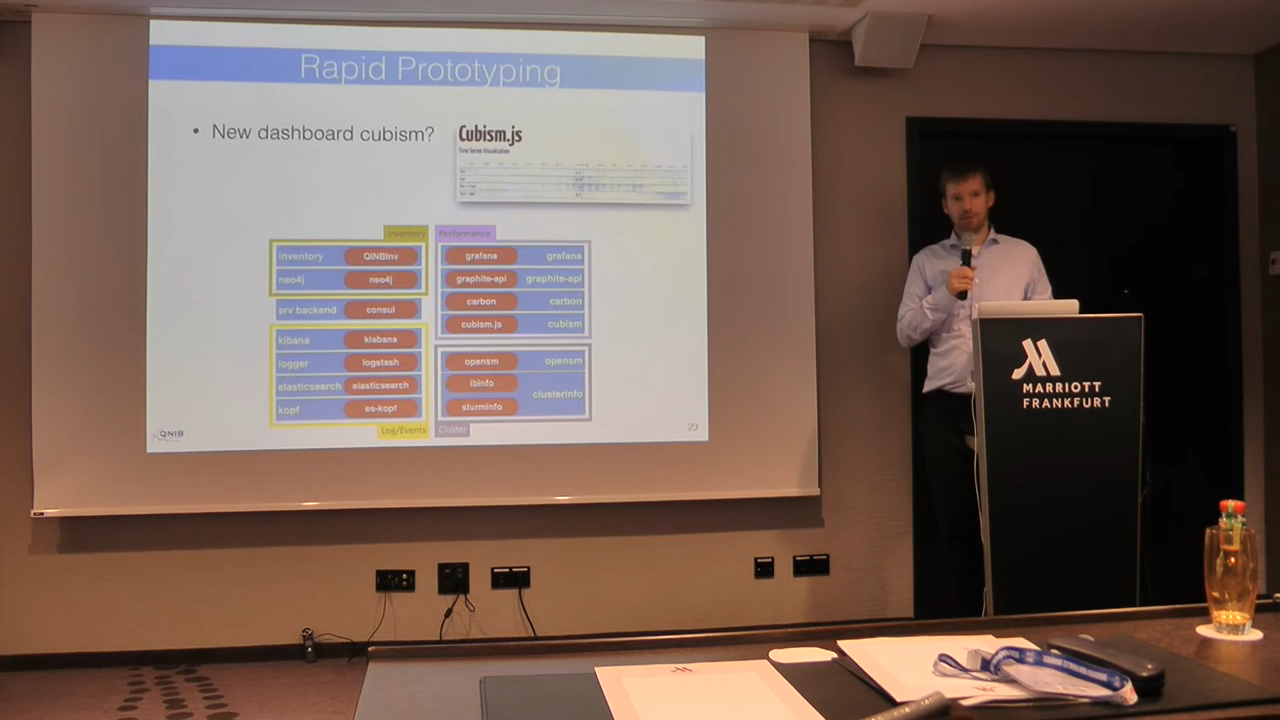 Rapid Prototyping
• New dashboard cubism?
Cubism.js
Time Series Visualization
Inventory
Inventory QINBInv
neo4j neo4j
srv backend consul
kibana kiabana
logger logstash
elasticsearch elasticsearch
kopf es-kopf
Log/Events
Performance
grafana grafana
graphite-api graphite-api
carbon carbon
cubism.js cubism
opensm opensm
ibinfo
clusterinfo
slurminfo
Cluster
QNIB
23
MARRIOTT
FRANKFURT